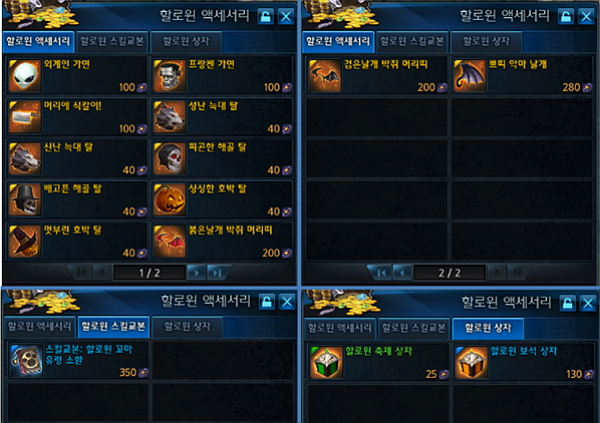 할로윈 액세서리
할로윈 액세서리 할로윈 스킬교본 할로윈 상자
외계인 가면
100
프랑켄 가면
100
머리에 식칼이!
100
성난 늑대 탈
40
신난 늑대 탈
40
피곤한 해골 탈
40
배고픈 해골 탈
40
싱싱한 호박 탈
40
멋부린 호박 탈
40
붉은날개 박쥐 머리띠
200
1 / 2
할로윈 액세서리
할로윈 액세서리 할로윈 스킬교본 할로윈 상자
검은날개 박쥐 머리띠
200
쁘띠 악마 날개
280
2 / 2
할로윈 액세서리
할로윈 액세서리 할로윈 스킬교본 할로윈 상자
스킬교본: 할로윈 꼬마
유령 소환
350
할로윈 액세서리
할로윈 액세서리 할로윈 스킬교본 할로윈 상자
할로윈 축제 상자
25
할로윈 보석 상자
130